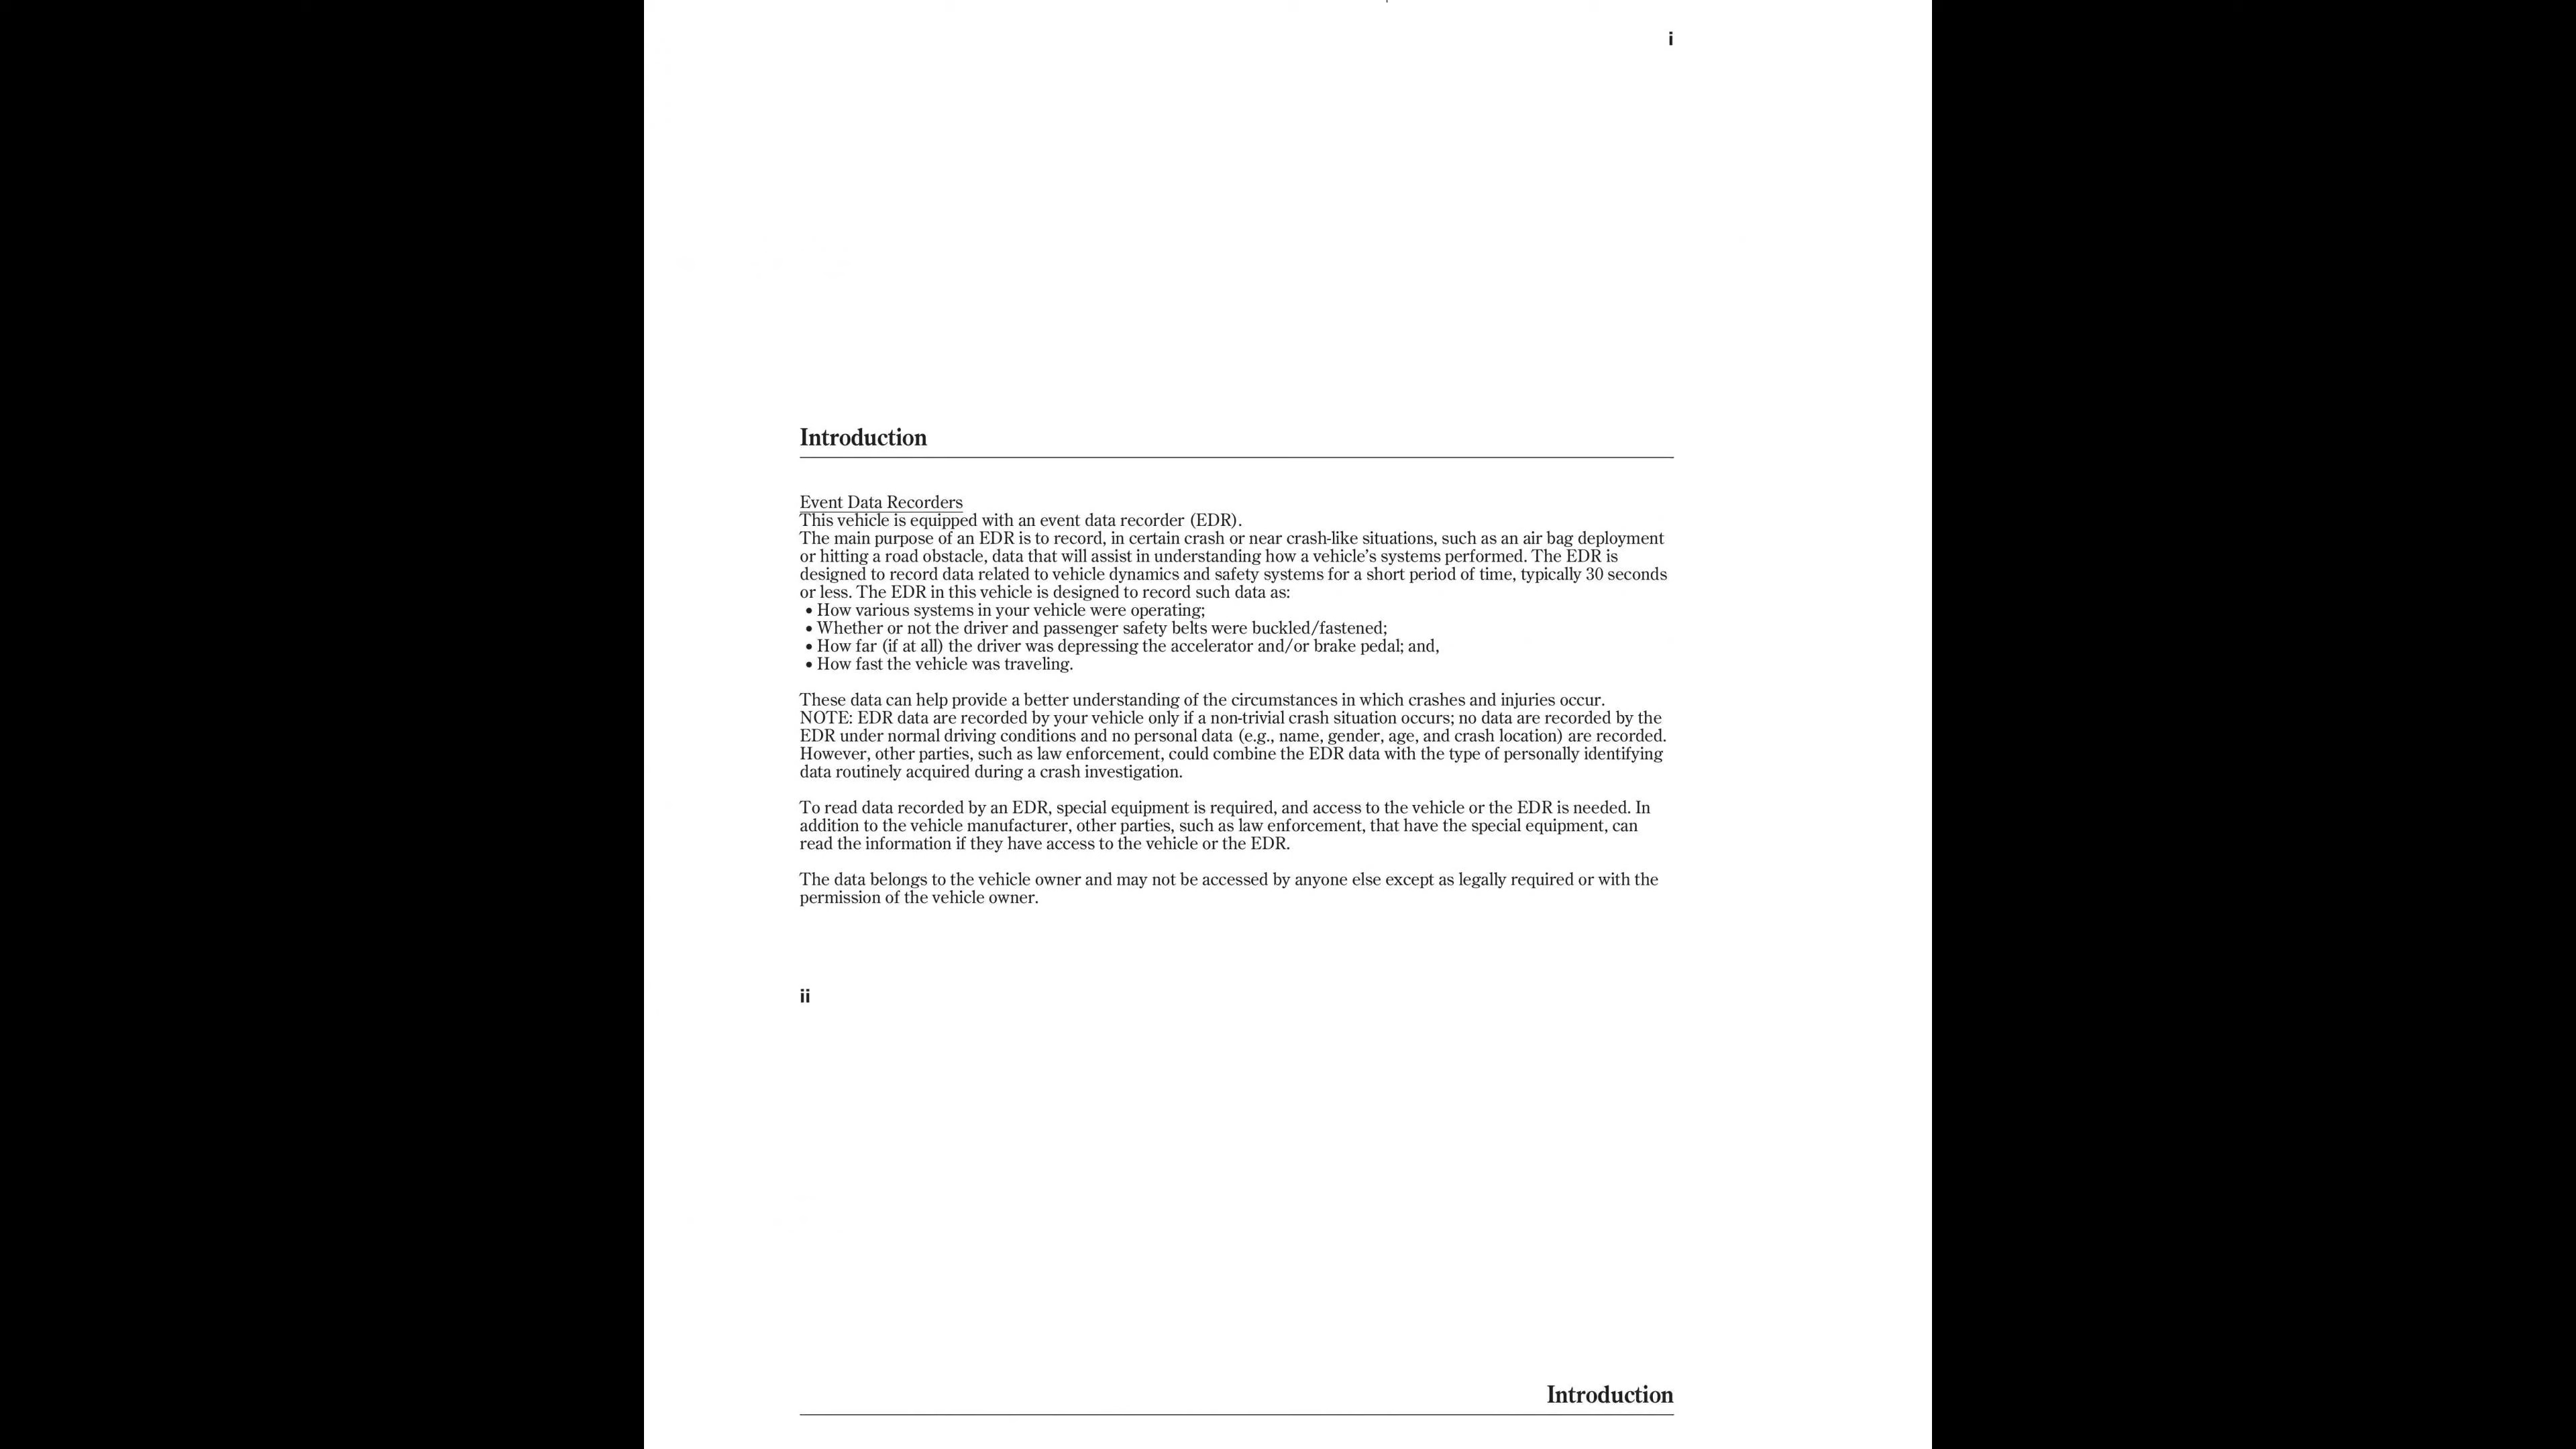 i
Introduction
Event Data Recorders
This vehicle is equipped with an event data recorder (EDR).
The main purpose of an EDR is to record, in certain crash or near crash-like situations, such as an air bag deployment
or hitting a road obstacle, data that will assist in understanding how a vehicle’s systems performed. The EDR is
designed to record data related to vehicle dynamics and safety systems for a short period of time, typically 30 seconds
or less. The EDR in this vehicle is designed to record such data as:
• How various systems in your vehicle were operating;
• Whether or not the driver and passenger safety belts were buckled/fastened;
• How far (if at all) the driver was depressing the accelerator and/or brake pedal; and,
• How fast the vehicle was traveling.
These data can help provide a better understanding of the circumstances in which crashes and injuries occur.
NOTE: EDR data are recorded by your vehicle only if a non-trivial crash situation occurs; no data are recorded by the
EDR under normal driving conditions and no personal data (e.g., name, gender, age, and crash location) are recorded.
However, other parties, such as law enforcement, could combine the EDR data with the type of personally identifying
data routinely acquired during a crash investigation.
To read data recorded by an EDR, special equipment is required, and access to the vehicle or the EDR is needed. In
addition to the vehicle manufacturer, other parties, such as law enforcement, that have the special equipment, can
read the information if they have access to the vehicle or the EDR.
The data belongs to the vehicle owner and may not be accessed by anyone else except as legally required or with the
permission of the vehicle owner.
ii
Introduction